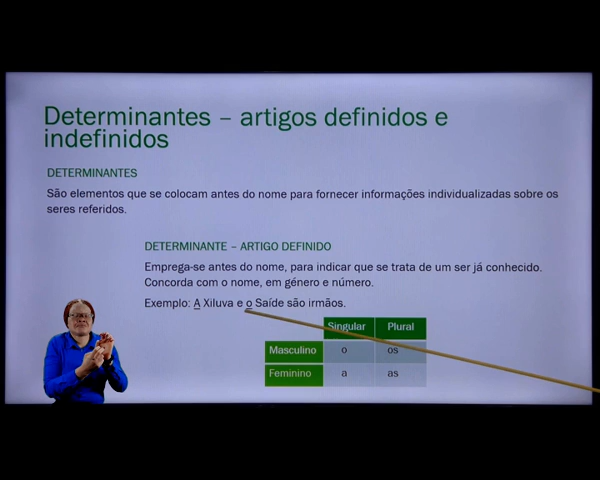 Determinantes – artigos definidos e
indefinidos
DETERMINANTES
São elementos que se colocam antes do nome para fornecer informações individualizadas sobre os
seres referidos.
DETERMINANTE – ARTIGO DEFINIDO
Emprega-se antes do nome, para indicar que se trata de um ser já conhecido.
Concorda com o nome, em género e número.
Exemplo: A Xiluva e o Saíde são irmãos.
Singular Plural
Masculino o os
Feminino a as